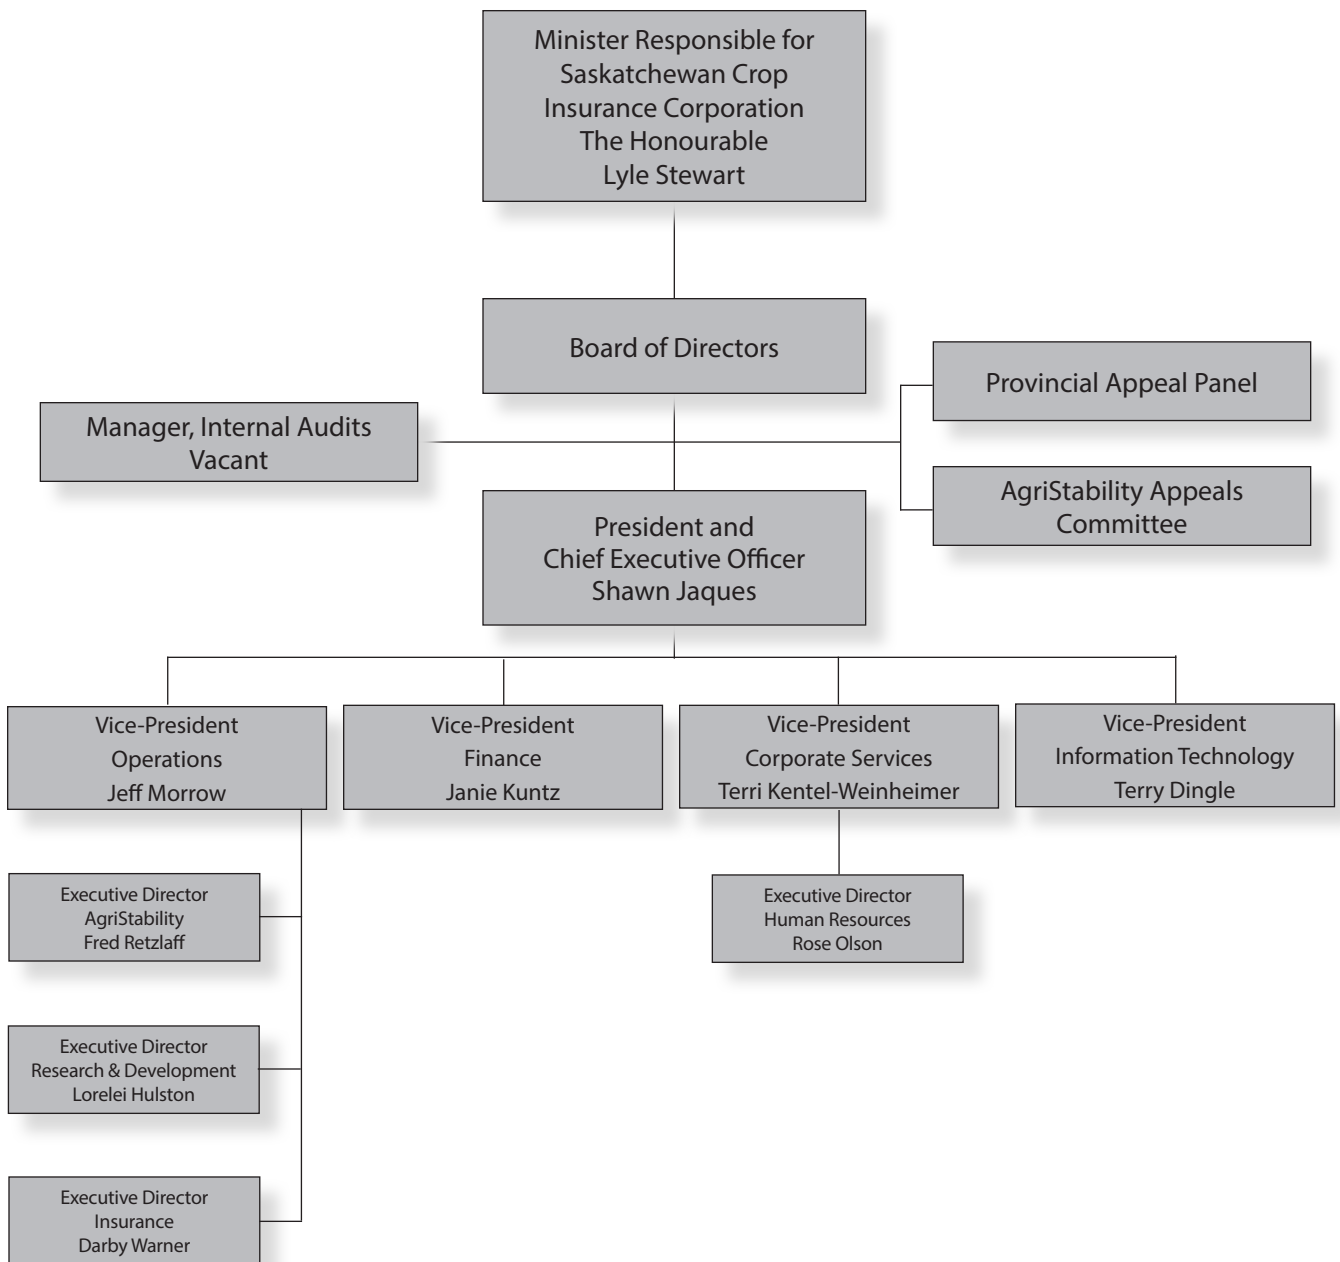 Minister Responsible for
Saskatchewan Crop
Insurance Corporation
The Honourable
Lyle Stewart
Board of Directors
Provincial Appeal Panel
Manager, Internal Audits
Vacant
AgriStability Appeals
Committee
President and
Chief Executive Officer
Shawn Jaques
Vice-President
Operations
Jeff Morrow
Vice-President
Finance
Janie Kuntz
Vice-President
Corporate Services
Terri Kentel-Weinheimer
Vice-President
Information Technology
Terry Dingle
Executive Director
AgriStability
Fred Retzlaff
Executive Director
Human Resources
Rose Olson
Executive Director
Research & Development
Lorelei Hulston
Executive Director
Insurance
Darby Warner